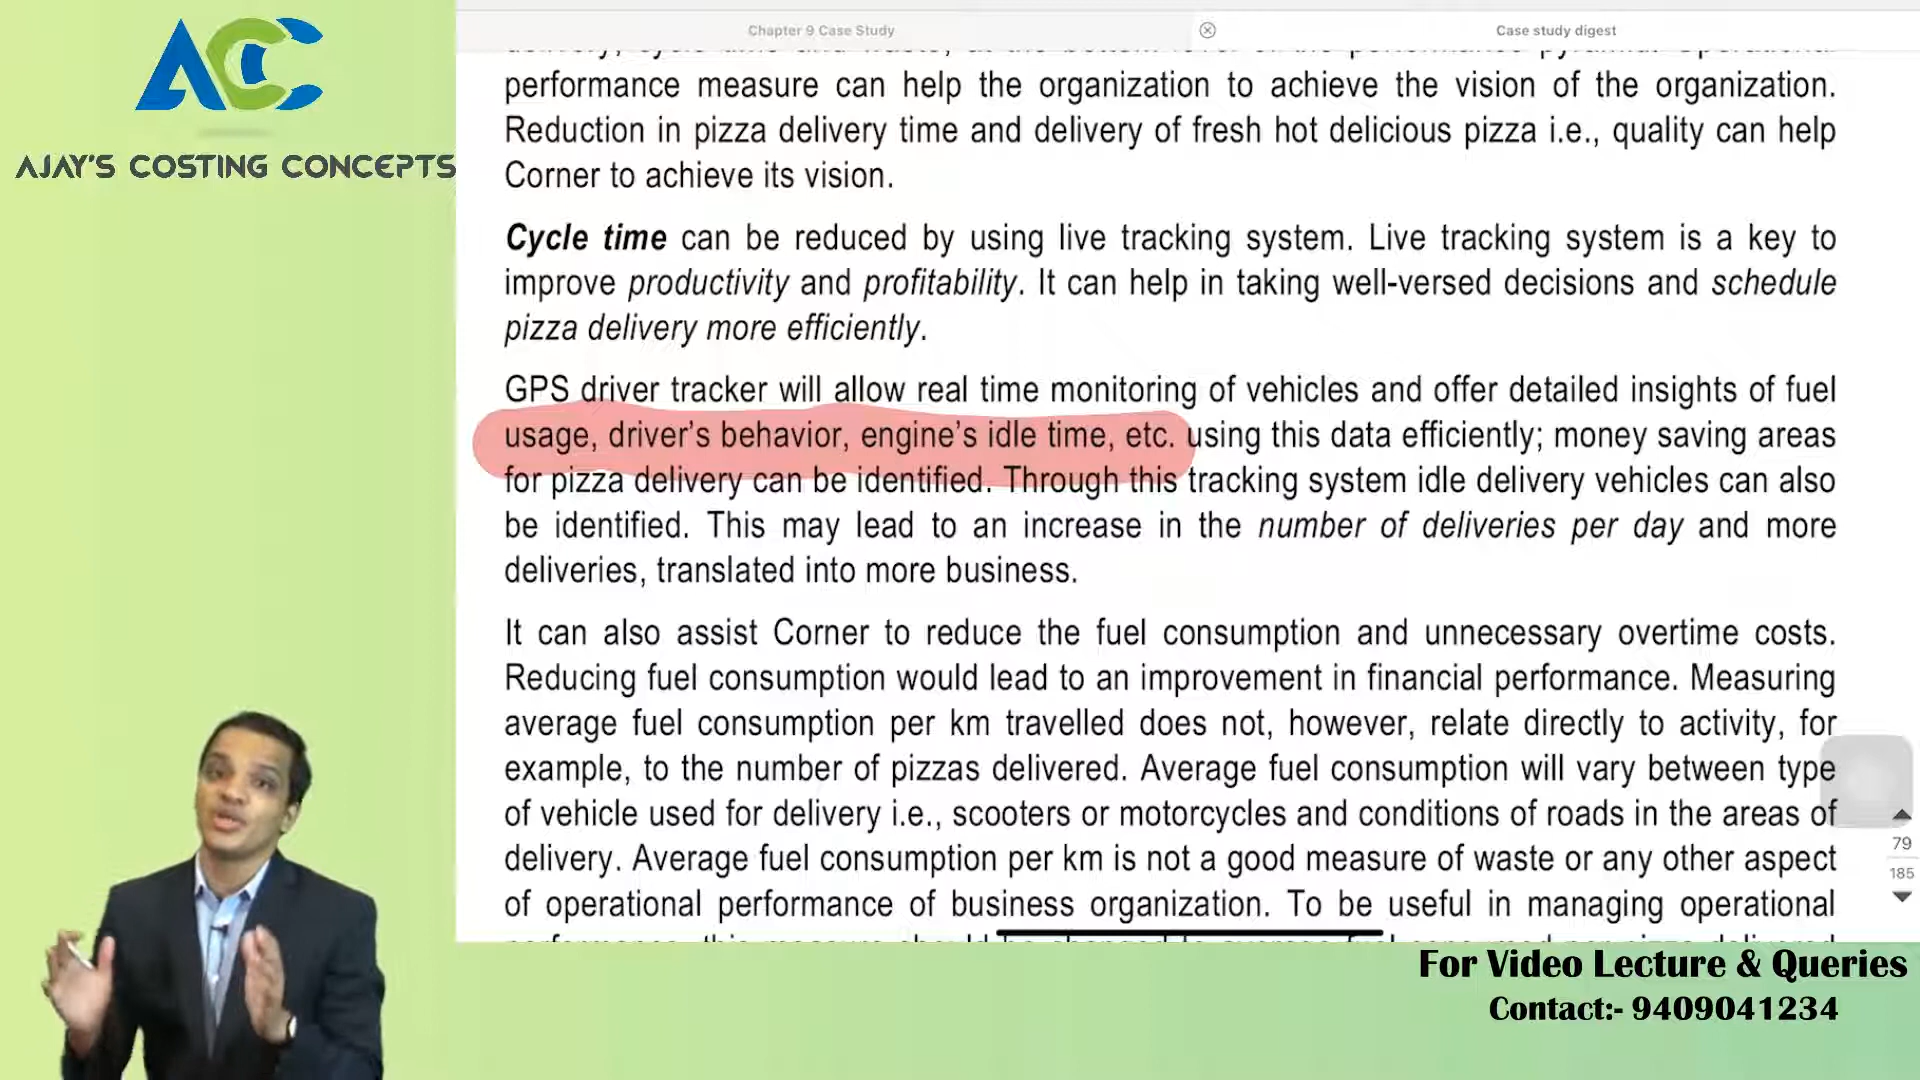 ACC
AJAY'S COSTING CONCEPTS
Chapter 9 Case Study
Case study digest
performance measure can help the organization to achieve the vision of the organization.
Reduction in pizza delivery time and delivery of fresh hot delicious pizza i.e., quality can help
Corner to achieve its vision.
Cycle time can be reduced by using live tracking system. Live tracking system is a key to
improve productivity and profitability. It can help in taking well-versed decisions and schedule
pizza delivery more efficiently.
GPS driver tracker will allow real time monitoring of vehicles and offer detailed insights of fuel
usage, driver's behavior, engine's idle time, etc. using this data efficiently; money saving areas
for pizza delivery can be identified. Through this tracking system idle delivery vehicles can also
be identified. This may lead to an increase in the number of deliveries per day and more
deliveries, translated into more business.
It can also assist Corner to reduce the fuel consumption and unnecessary overtime costs.
Reducing fuel consumption would lead to an improvement in financial performance. Measuring
average fuel consumption per km travelled does not, however, relate directly to activity, for
example, to the number of pizzas delivered. Average fuel consumption will vary between type
of vehicle used for delivery i.e., scooters or motorcycles and conditions of roads in the areas of
delivery. Average fuel consumption per km is not a good measure of waste or any other aspect
of operational performance of business organization. To be useful in managing operational
79
185
For Video Lecture & Queries
Contact:- 9409041234